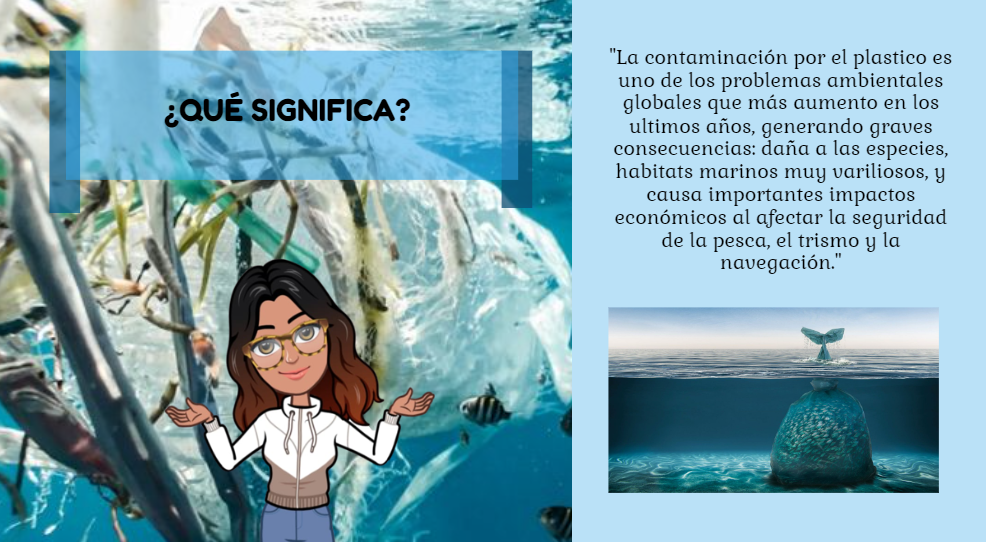 ¿QUÉ SIGNIFICA?
"La contaminación por el plastico es
uno de los problemas ambientales
globales que más aumento en los
ultimos años, generando graves
consecuencias: daña a las especies,
habitats marinos muy variliosos, y
causa importantes impactos
económicos al afectar la seguridad
de la pesca, el trismo y la
navegación."